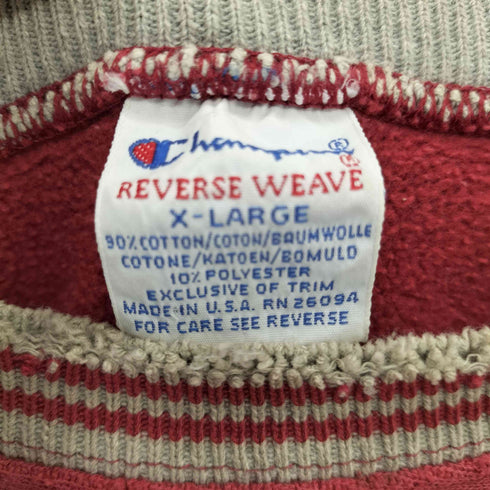 Champion®
REVERSE WEAVE®
X-LARGE
90% COTTON/COTON/BAUMWOLLE
COTONE/KATOEN/BOMULD
10% POLYESTER
EXCLUSIVE OF TRIM
MADE IN U.S.A. RN 26094
FOR CARE SEE REVERSE